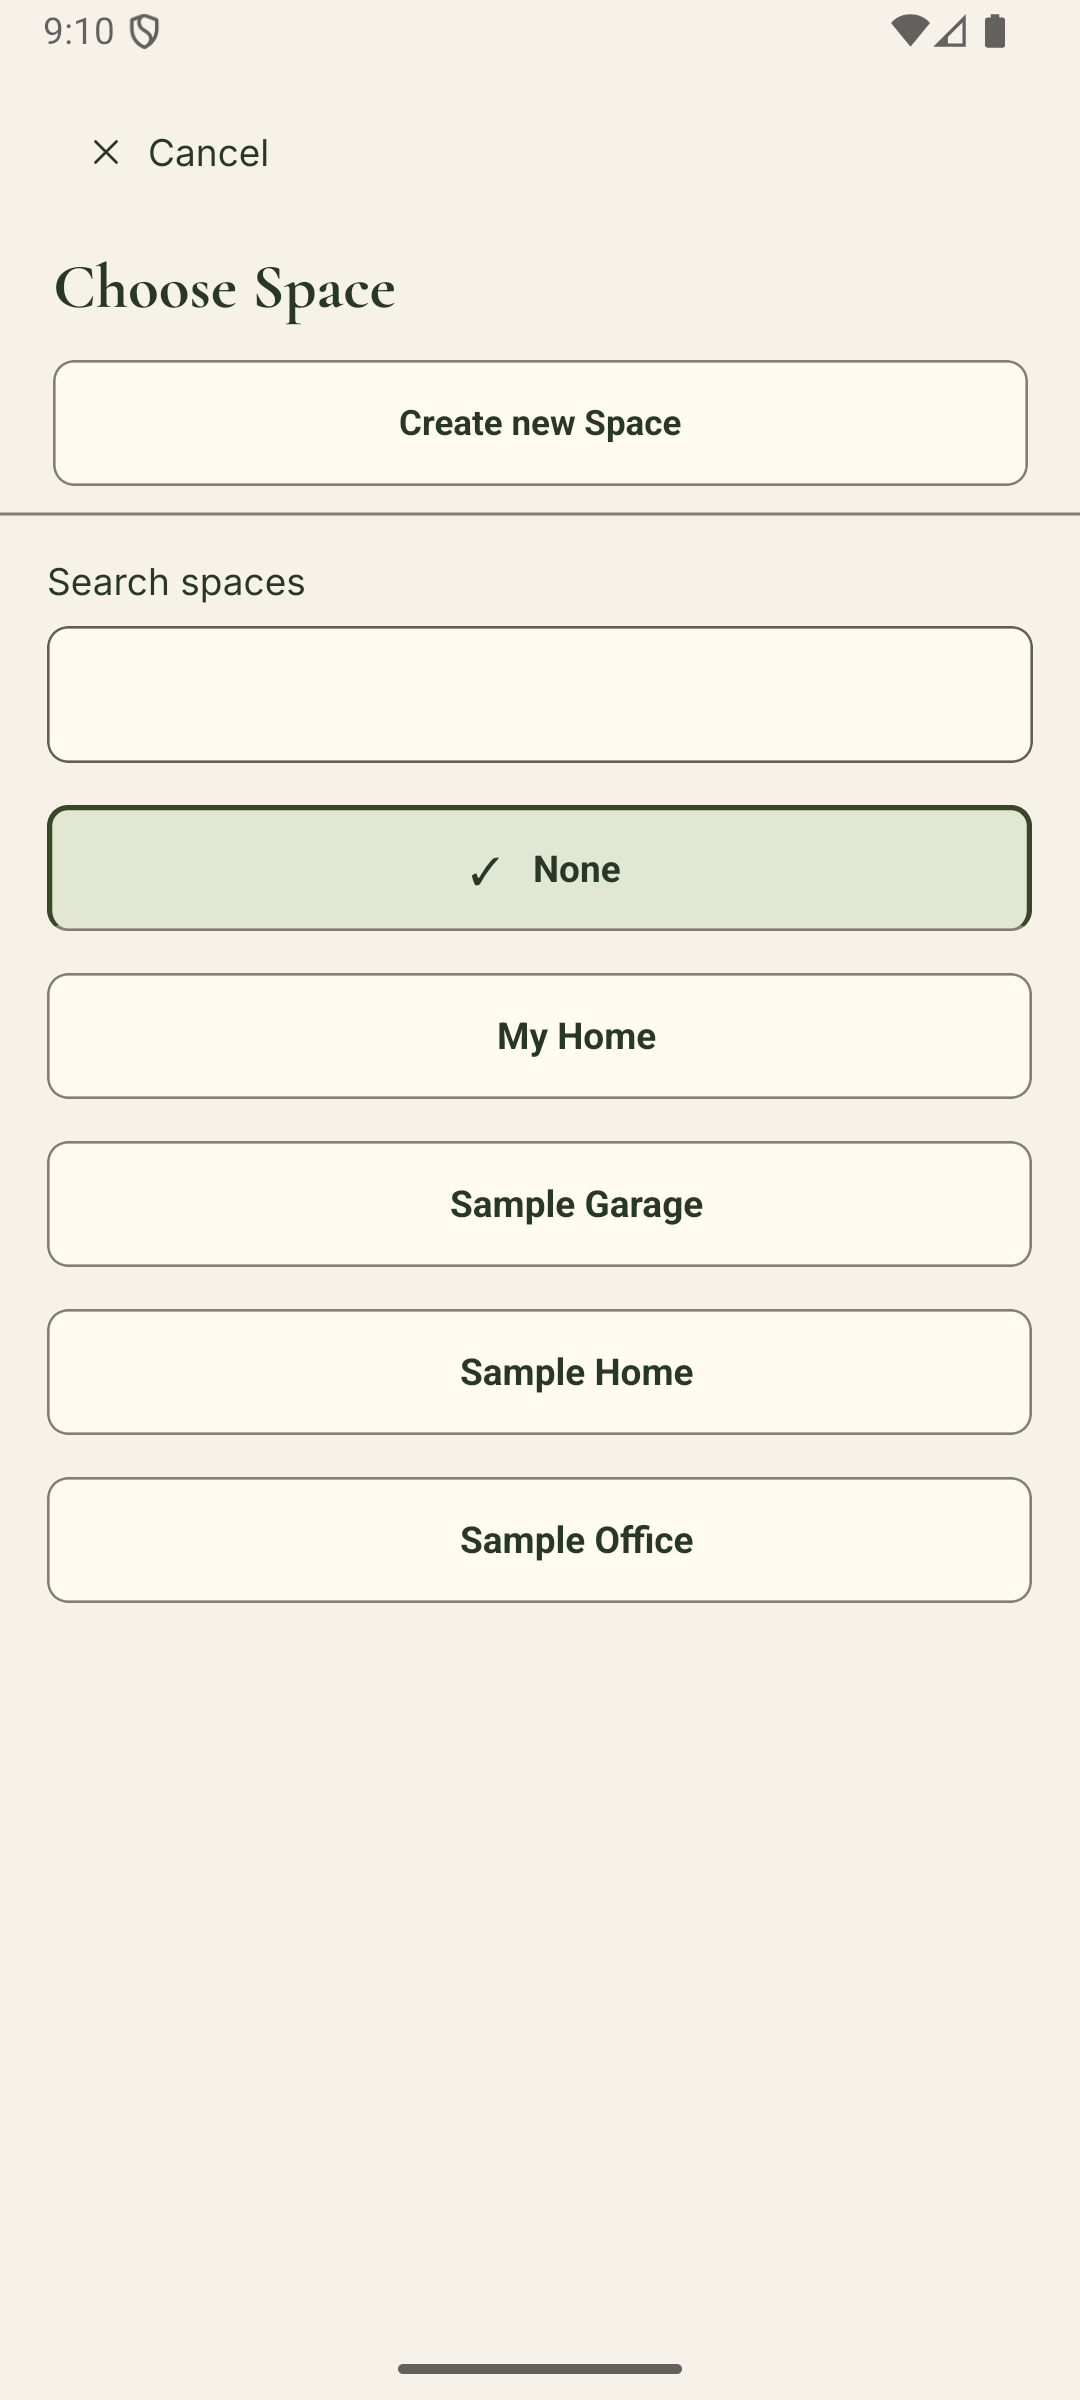 9:10
Cancel
Choose Space
Create new Space
Search spaces
✓ None
My Home
Sample Garage
Sample Home
Sample Office